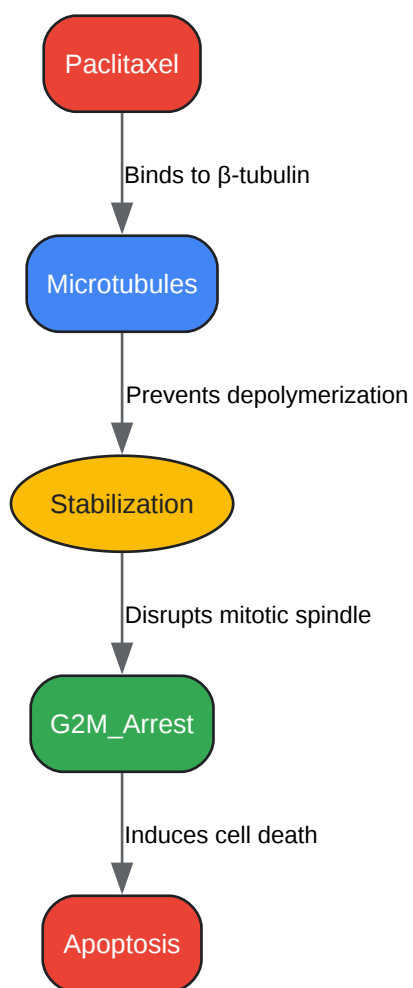 Paclitaxel
Binds to β-tubulin
Microtubules
Prevents depolymerization
Stabilization
Disrupts mitotic spindle
G2M_Arrest
Induces cell death
Apoptosis